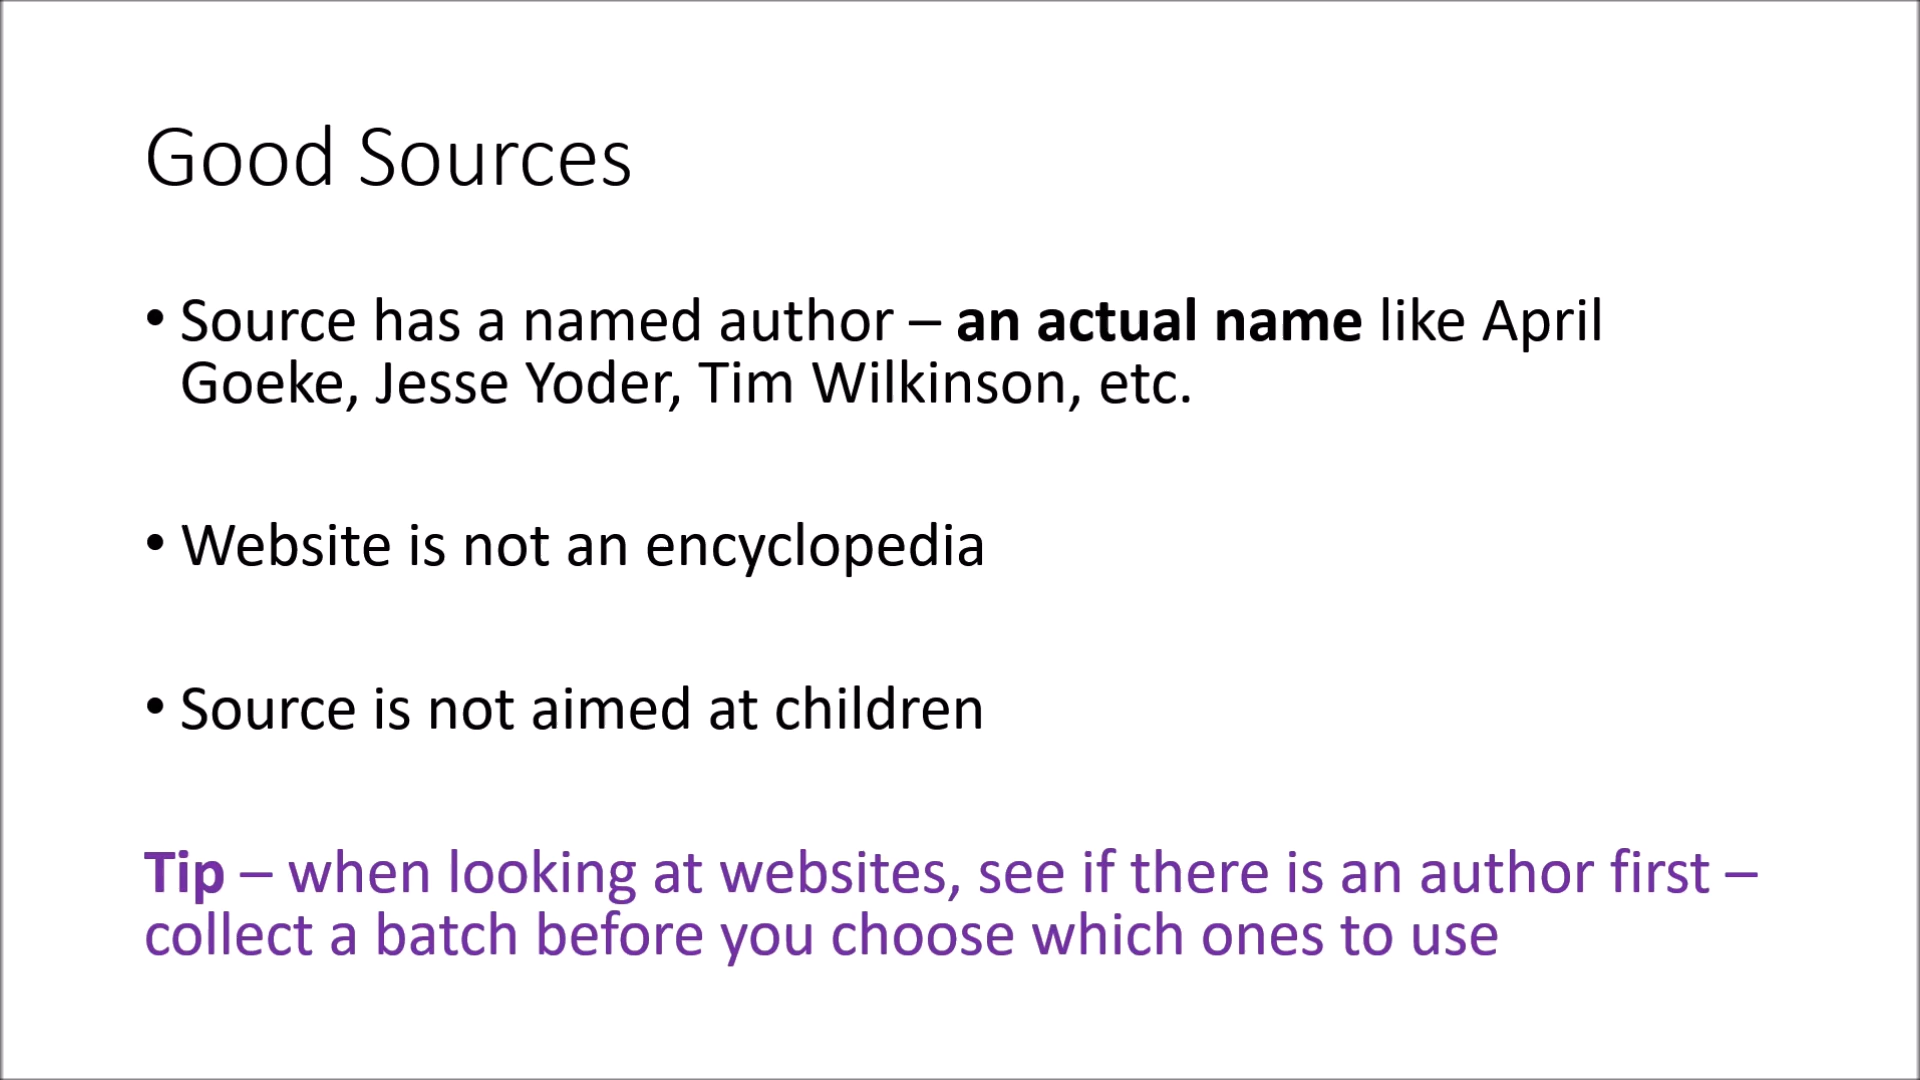 Good Sources
• Source has a named author – an actual name like April
Goeke, Jesse Yoder, Tim Wilkinson, etc.
• Website is not an encyclopedia
• Source is not aimed at children
Tip – when looking at websites, see if there is an author first –
collect a batch before you choose which ones to use